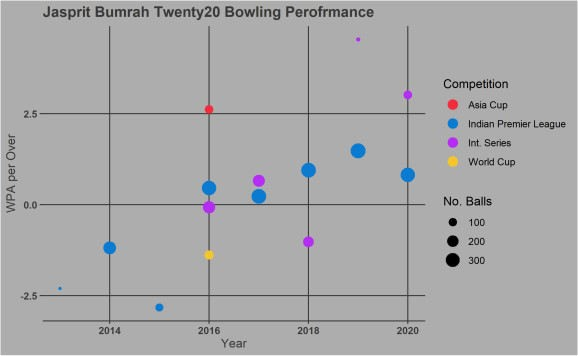 Jasprit Bumrah Twenty20 Bowling Perofrmance
WPA per Over
2.5
0.0
-2.5
2014
2016
2018
2020
Year
Competition
Asia Cup
Indian Premier League
Int. Series
World Cup
No. Balls
100
200
300